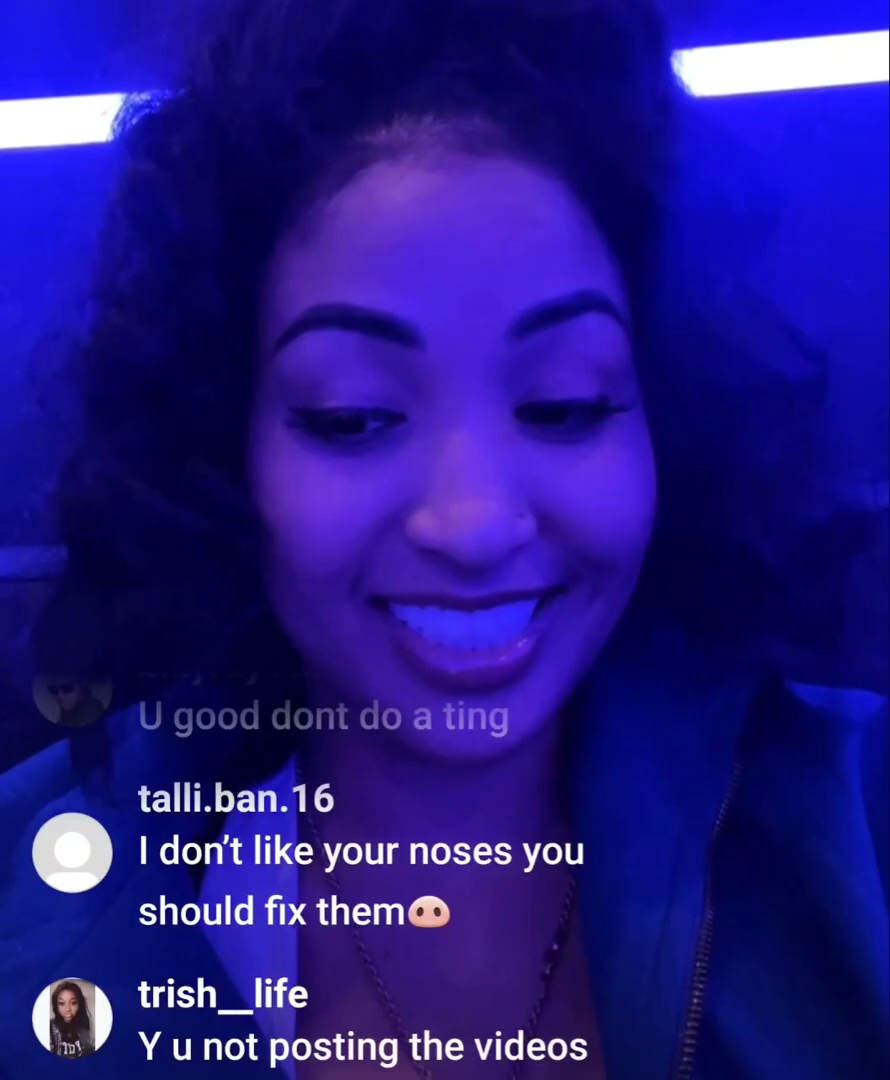 U good dont do a ting
talli.ban.16
I don’t like your noses you
should fix them🐽
trish__life
Y u not posting the videos